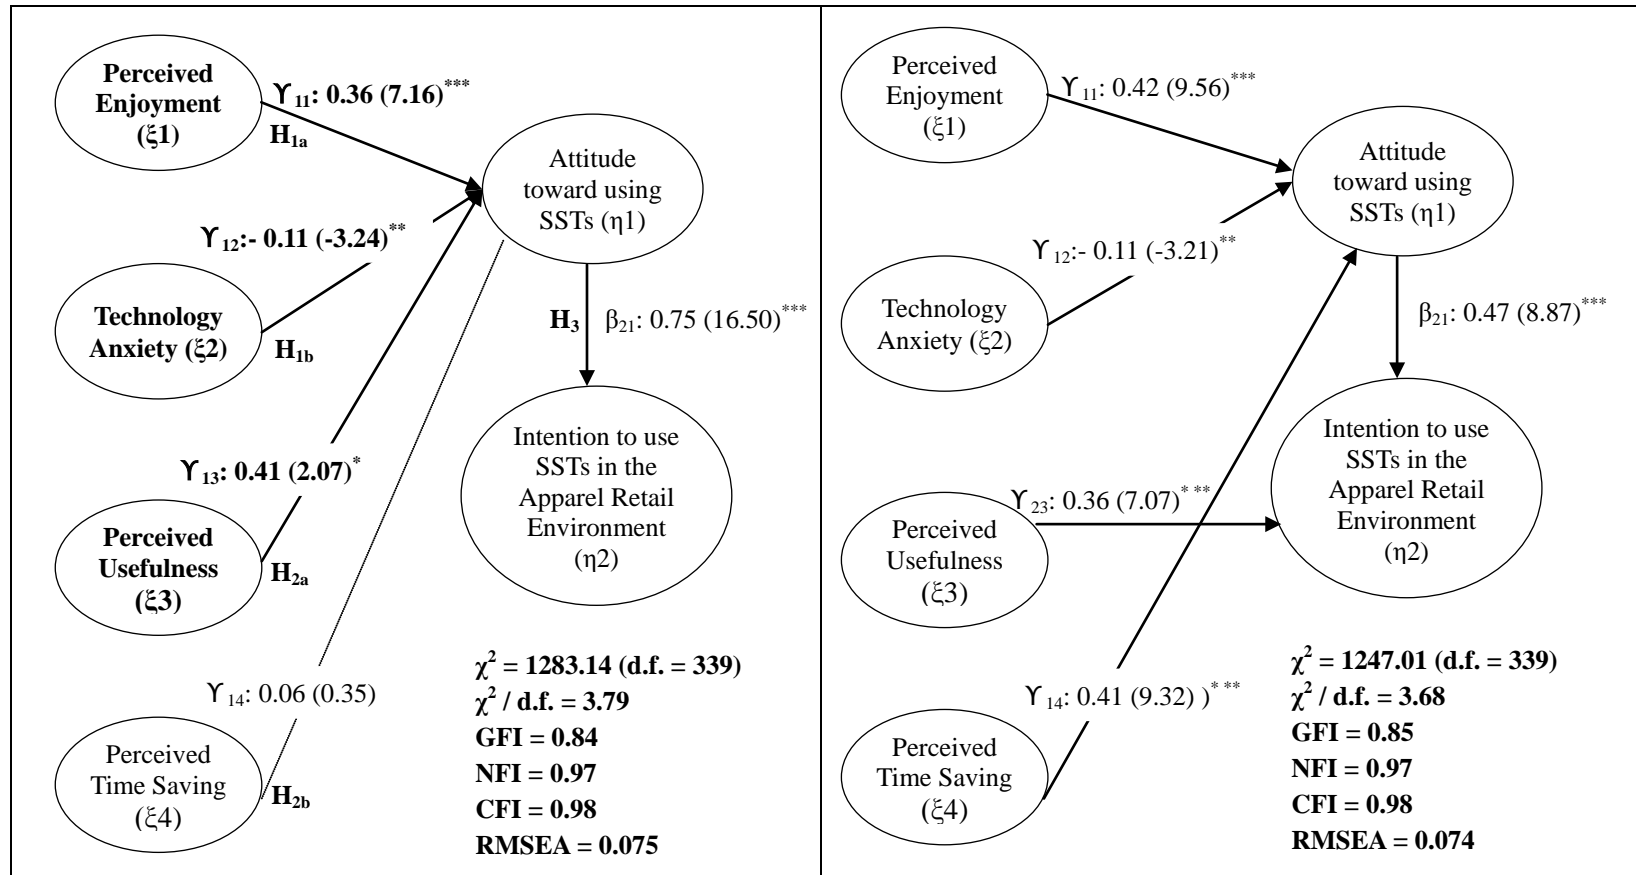 Perceived
Enjoyment
(ξ1)
ϒ11: 0.36 (7.16)***
H1a
Attitude
toward using
SSTs (η1)
ϒ12:- 0.11 (-3.24)**
Technology
Anxiety (ξ2)
H1b
H3
β21: 0.75 (16.50)***
Intention to use
SSTs in the
Apparel Retail
Environment
(η2)
ϒ13: 0.41 (2.07)*
Perceived
Usefulness
(ξ3)
H2a
ϒ14: 0.06 (0.35)
Perceived
Time Saving
(ξ4)
H2b
χ² = 1283.14 (d.f. = 339)
χ² / d.f. = 3.79
GFI = 0.84
NFI = 0.97
CFI = 0.98
RMSEA = 0.075
Perceived
Enjoyment
(ξ1)
ϒ11: 0.42 (9.56)***
Attitude
toward using
SSTs (η1)
ϒ12:- 0.11 (-3.21)**
Technology
Anxiety (ξ2)
β21: 0.47 (8.87)***
Intention to use
SSTs in the
Apparel Retail
Environment
(η2)
ϒ23: 0.36 (7.07)* **
Perceived
Usefulness
(ξ3)
ϒ14: 0.41 (9.32) )* **
Perceived
Time Saving
(ξ4)
χ² = 1247.01 (d.f. = 339)
χ² / d.f. = 3.68
GFI = 0.85
NFI = 0.97
CFI = 0.98
RMSEA = 0.074